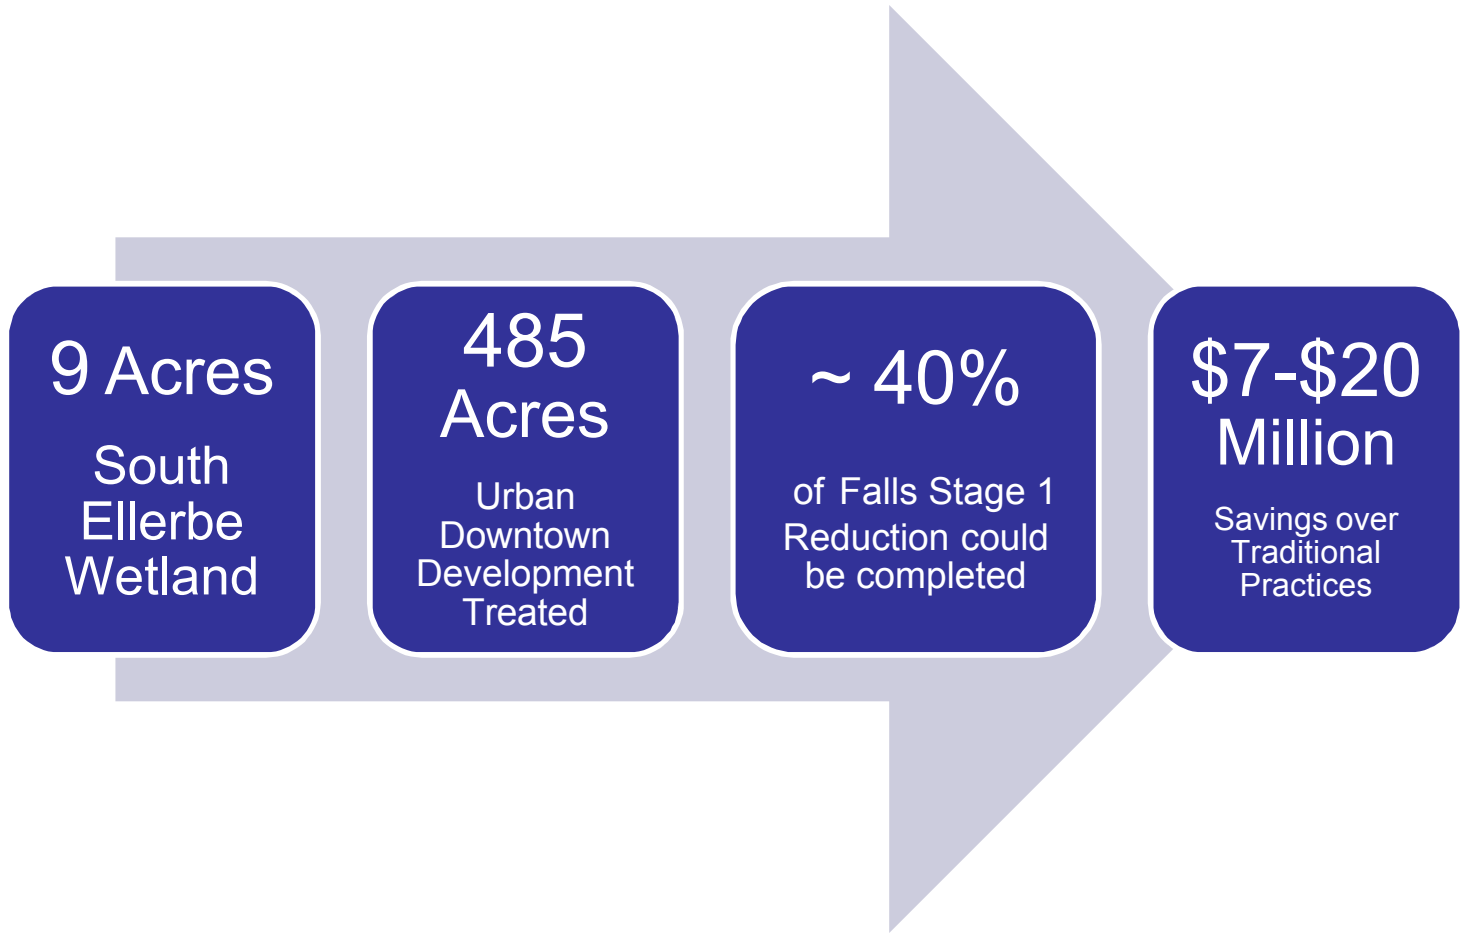 9 Acres
South
Ellerbe
Wetland
485
Acres
Urban
Downtown
Development
Treated
~ 40%
of Falls Stage 1
Reduction could
be completed
$7-$20
Million
Savings over
Traditional
Practices